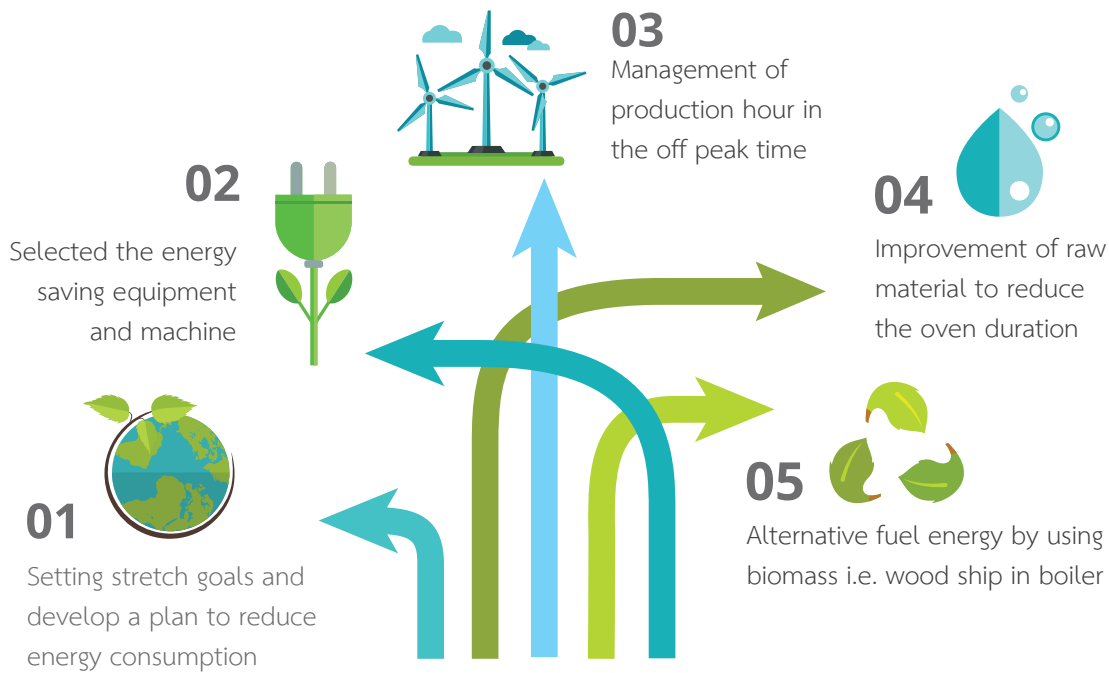 01
Setting stretch goals and
develop a plan to reduce
energy consumption
02
Selected the energy
saving equipment
and machine
03
Management of
production hour in
the off peak time
04
Improvement of raw
material to reduce
the oven duration
05
Alternative fuel energy by using
biomass i.e. wood ship in boiler